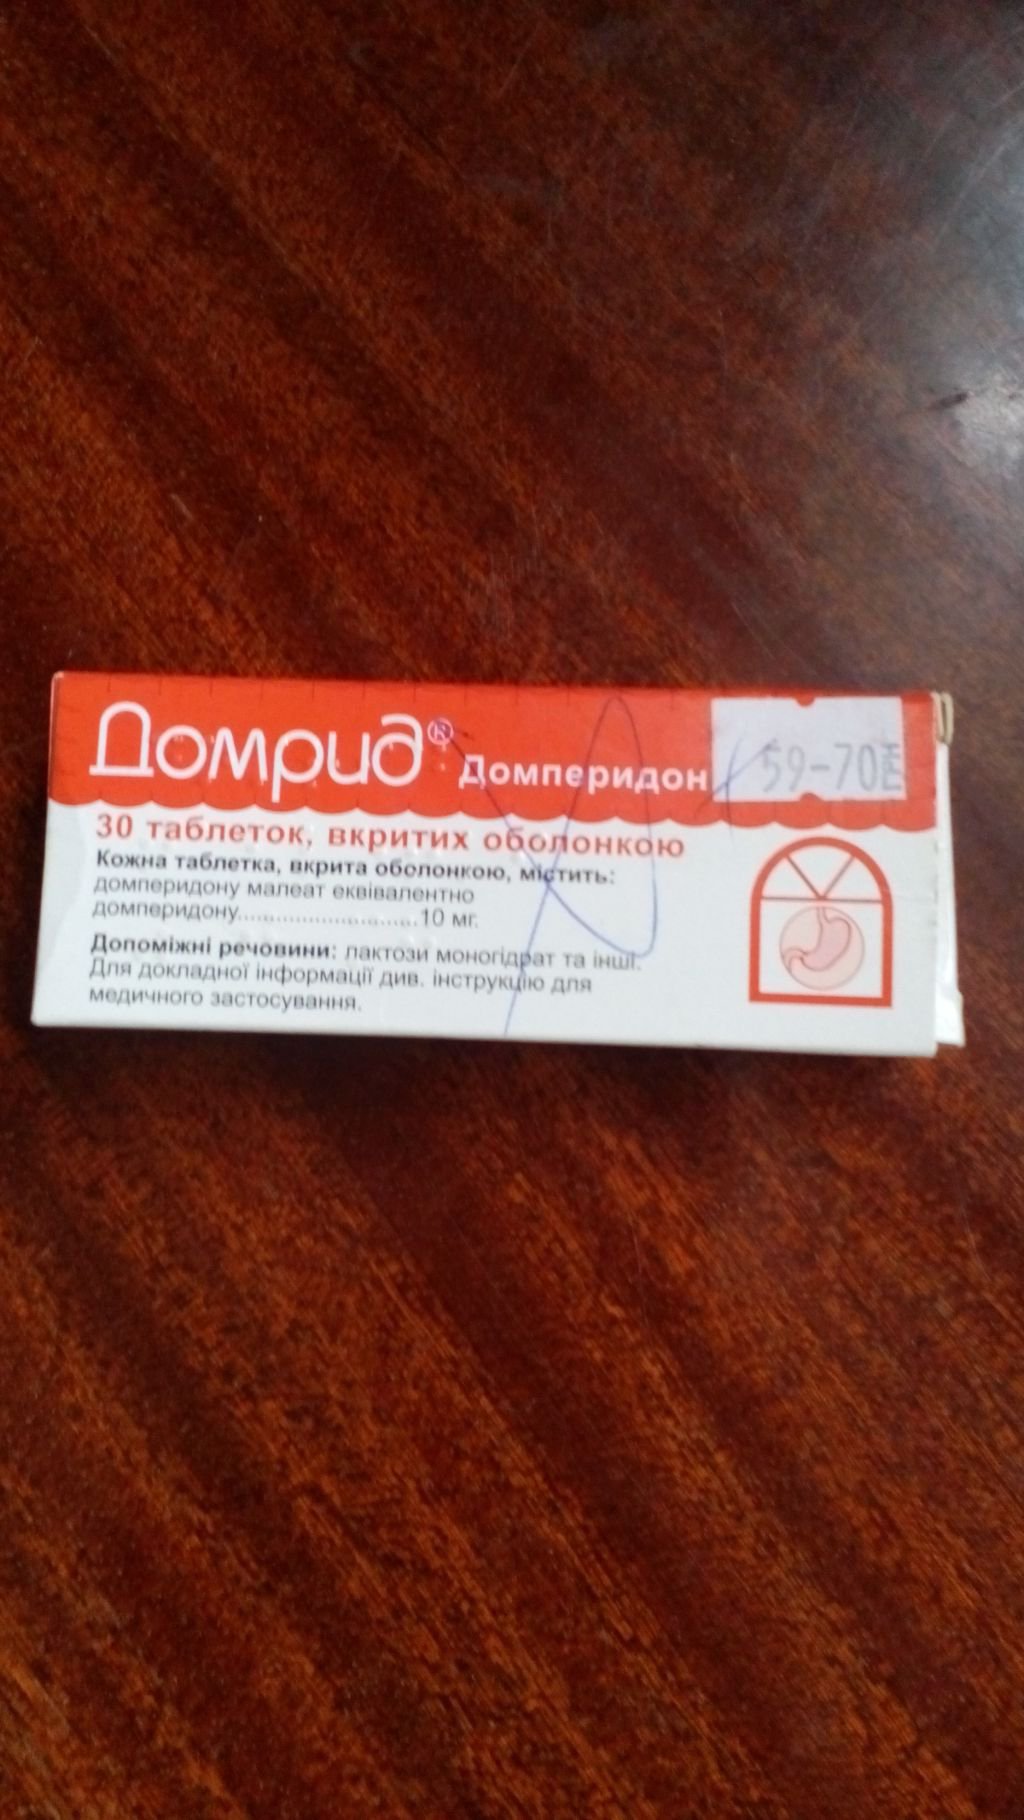 Домрид® Домперидон 59-70Е
30 таблеток, вкритих оболонкою
Кожна таблетка, вкрита оболонкою, містить:
домперидону малеат еквівалентно
домперидону............................10 мг.
Допоміжні речовини: лактози моногідрат та інші.
Для докладної інформації див. інструкцію для
медичного застосування.